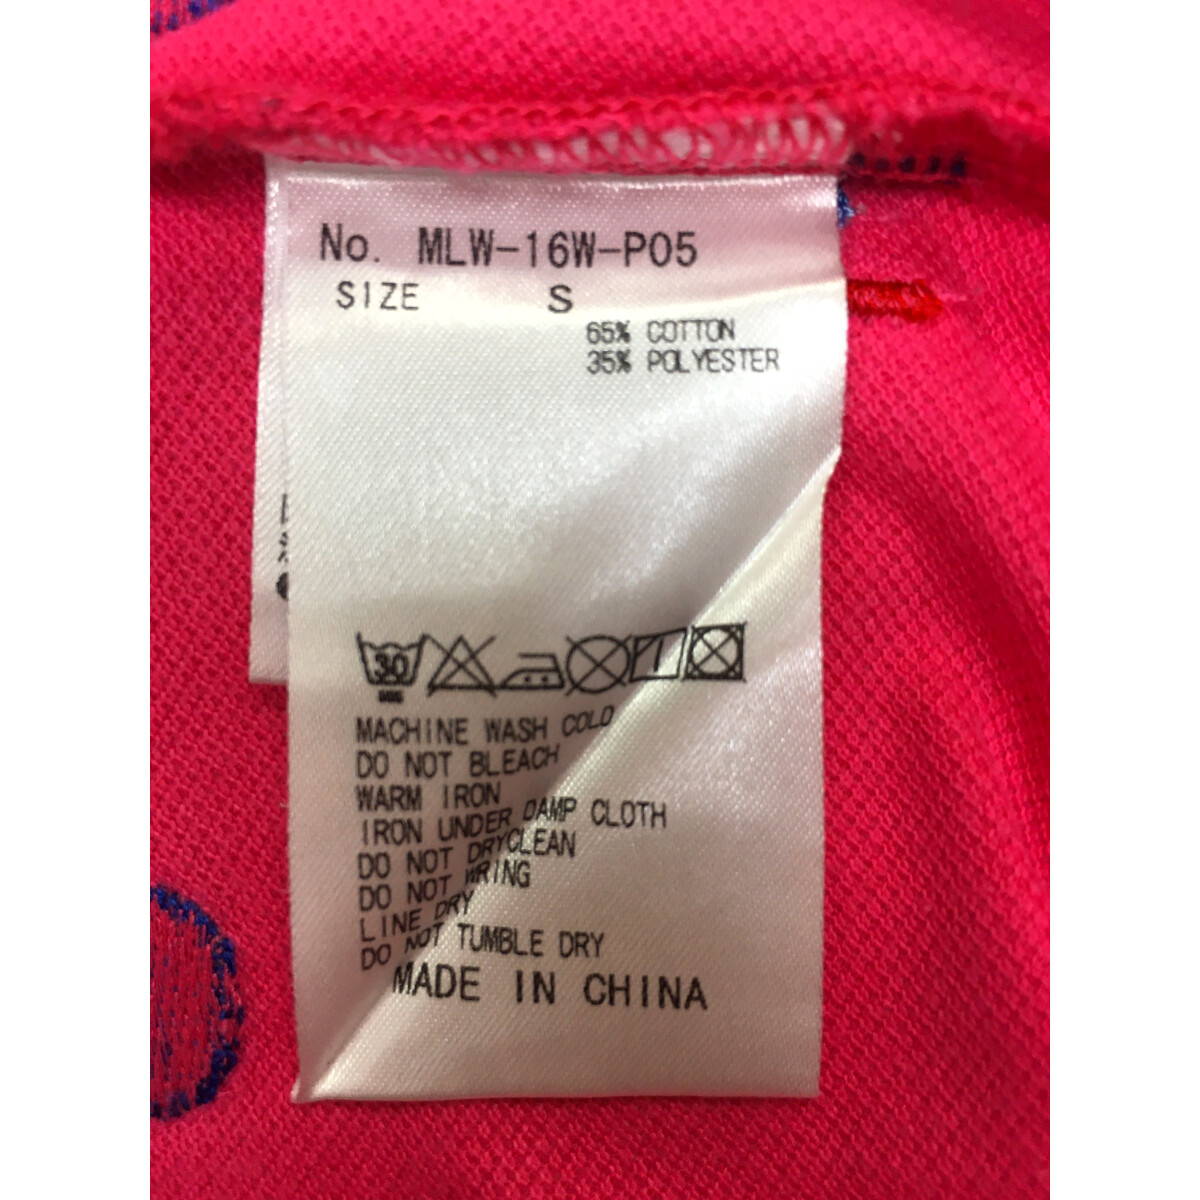 No. MLW-16W-P05
SIZE S
65% COTTON
35% POLYESTER
30
MACHINE WASH COLD
DO NOT BLEACH
WARM IRON
IRON UNDER DAMP CLOTH
DO NOT DRYCLEAN
DO NOT WRING
LINE DRY
DO NOT TUMBLE DRY
MADE IN CHINA